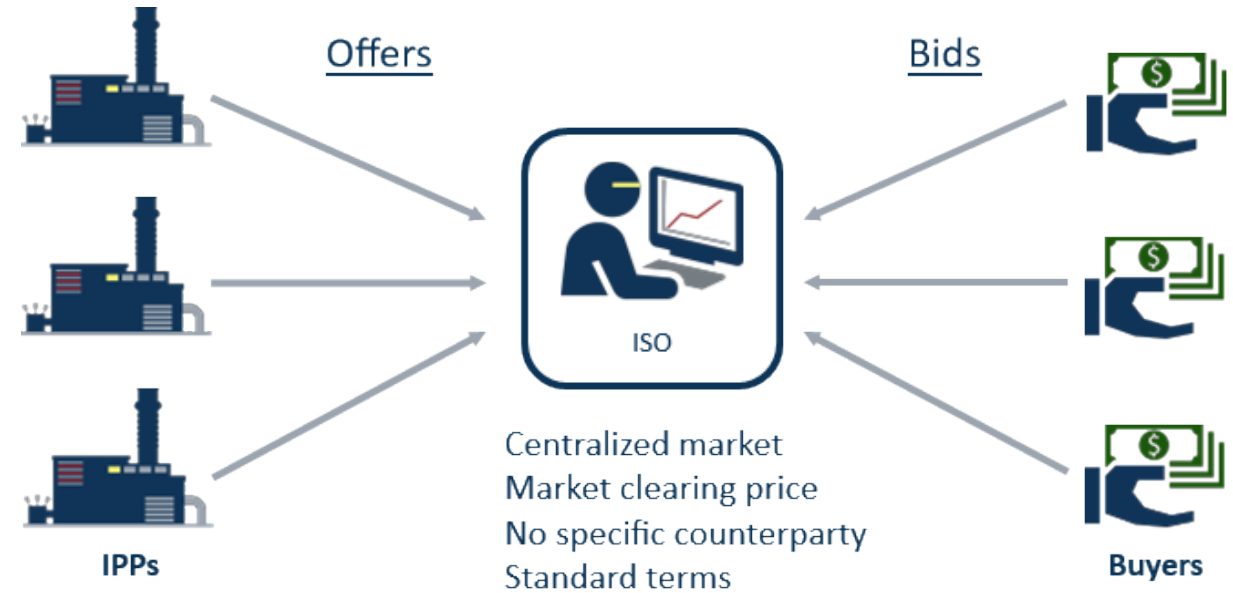 Offers
Bids
$
$
$
ISO
Centralized market
Market clearing price
No specific counterparty
Standard terms
IPPs
Buyers